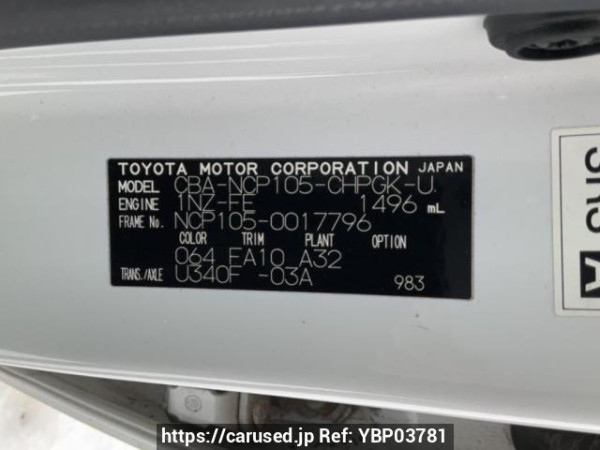 TOYOTA MOTOR CORPORATION JAPAN
MODEL CBA-NCP105-CHPGK-U
ENGINE 1NZ-FE 1496 mL
FRAME No. NCP105-0017796
COLOR TRIM PLANT OPTION
064 FA10 A32
TRANS./AXLE U340F -03A
983
https://carused.jp Ref: YBP03781